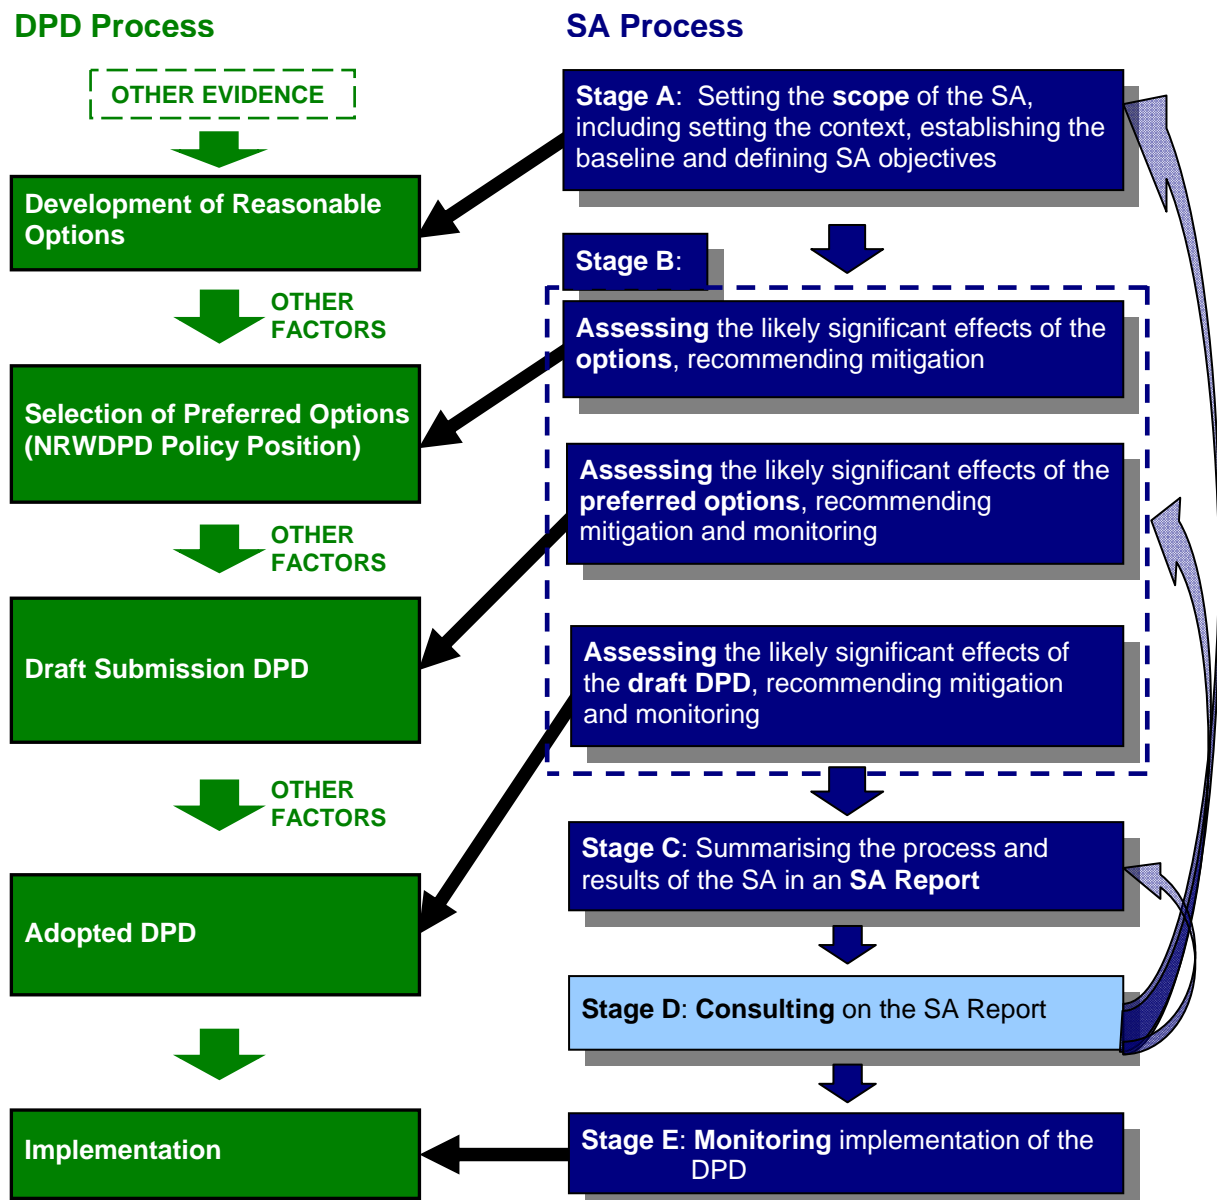 DPD Process
SA Process
OTHER EVIDENCE
Development of Reasonable
Options
OTHER
FACTORS
Selection of Preferred Options
(NRWDPD Policy Position)
OTHER
FACTORS
Draft Submission DPD
OTHER
FACTORS
Adopted DPD
Implementation
Stage A:  Setting the scope of the SA,
including setting the context, establishing the
baseline and defining SA objectives
Stage B:
Assessing the likely significant effects of the
options, recommending mitigation
Assessing the likely significant effects of the
preferred options, recommending
mitigation and monitoring
Assessing the likely significant effects of
the draft DPD, recommending mitigation
and monitoring
Stage C: Summarising the process and
results of the SA in an SA Report
Stage D: Consulting on the SA Report
Stage E: Monitoring implementation of the
DPD